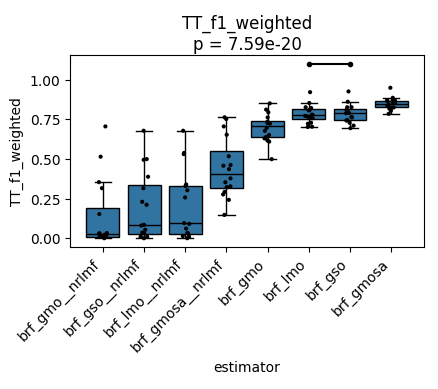 TT_f1_weighted
p = 7.59e-20
TT_f1_weighted
1.00
0.75
0.50
0.25
0.00
brf_gmo__nrlmf
brf_gso__nrlmf
brf_lmo__nrlmf
brf_gmosa__nrlmf
brf_gmo
brf_lmo
brf_gso
brf_gmosa
estimator